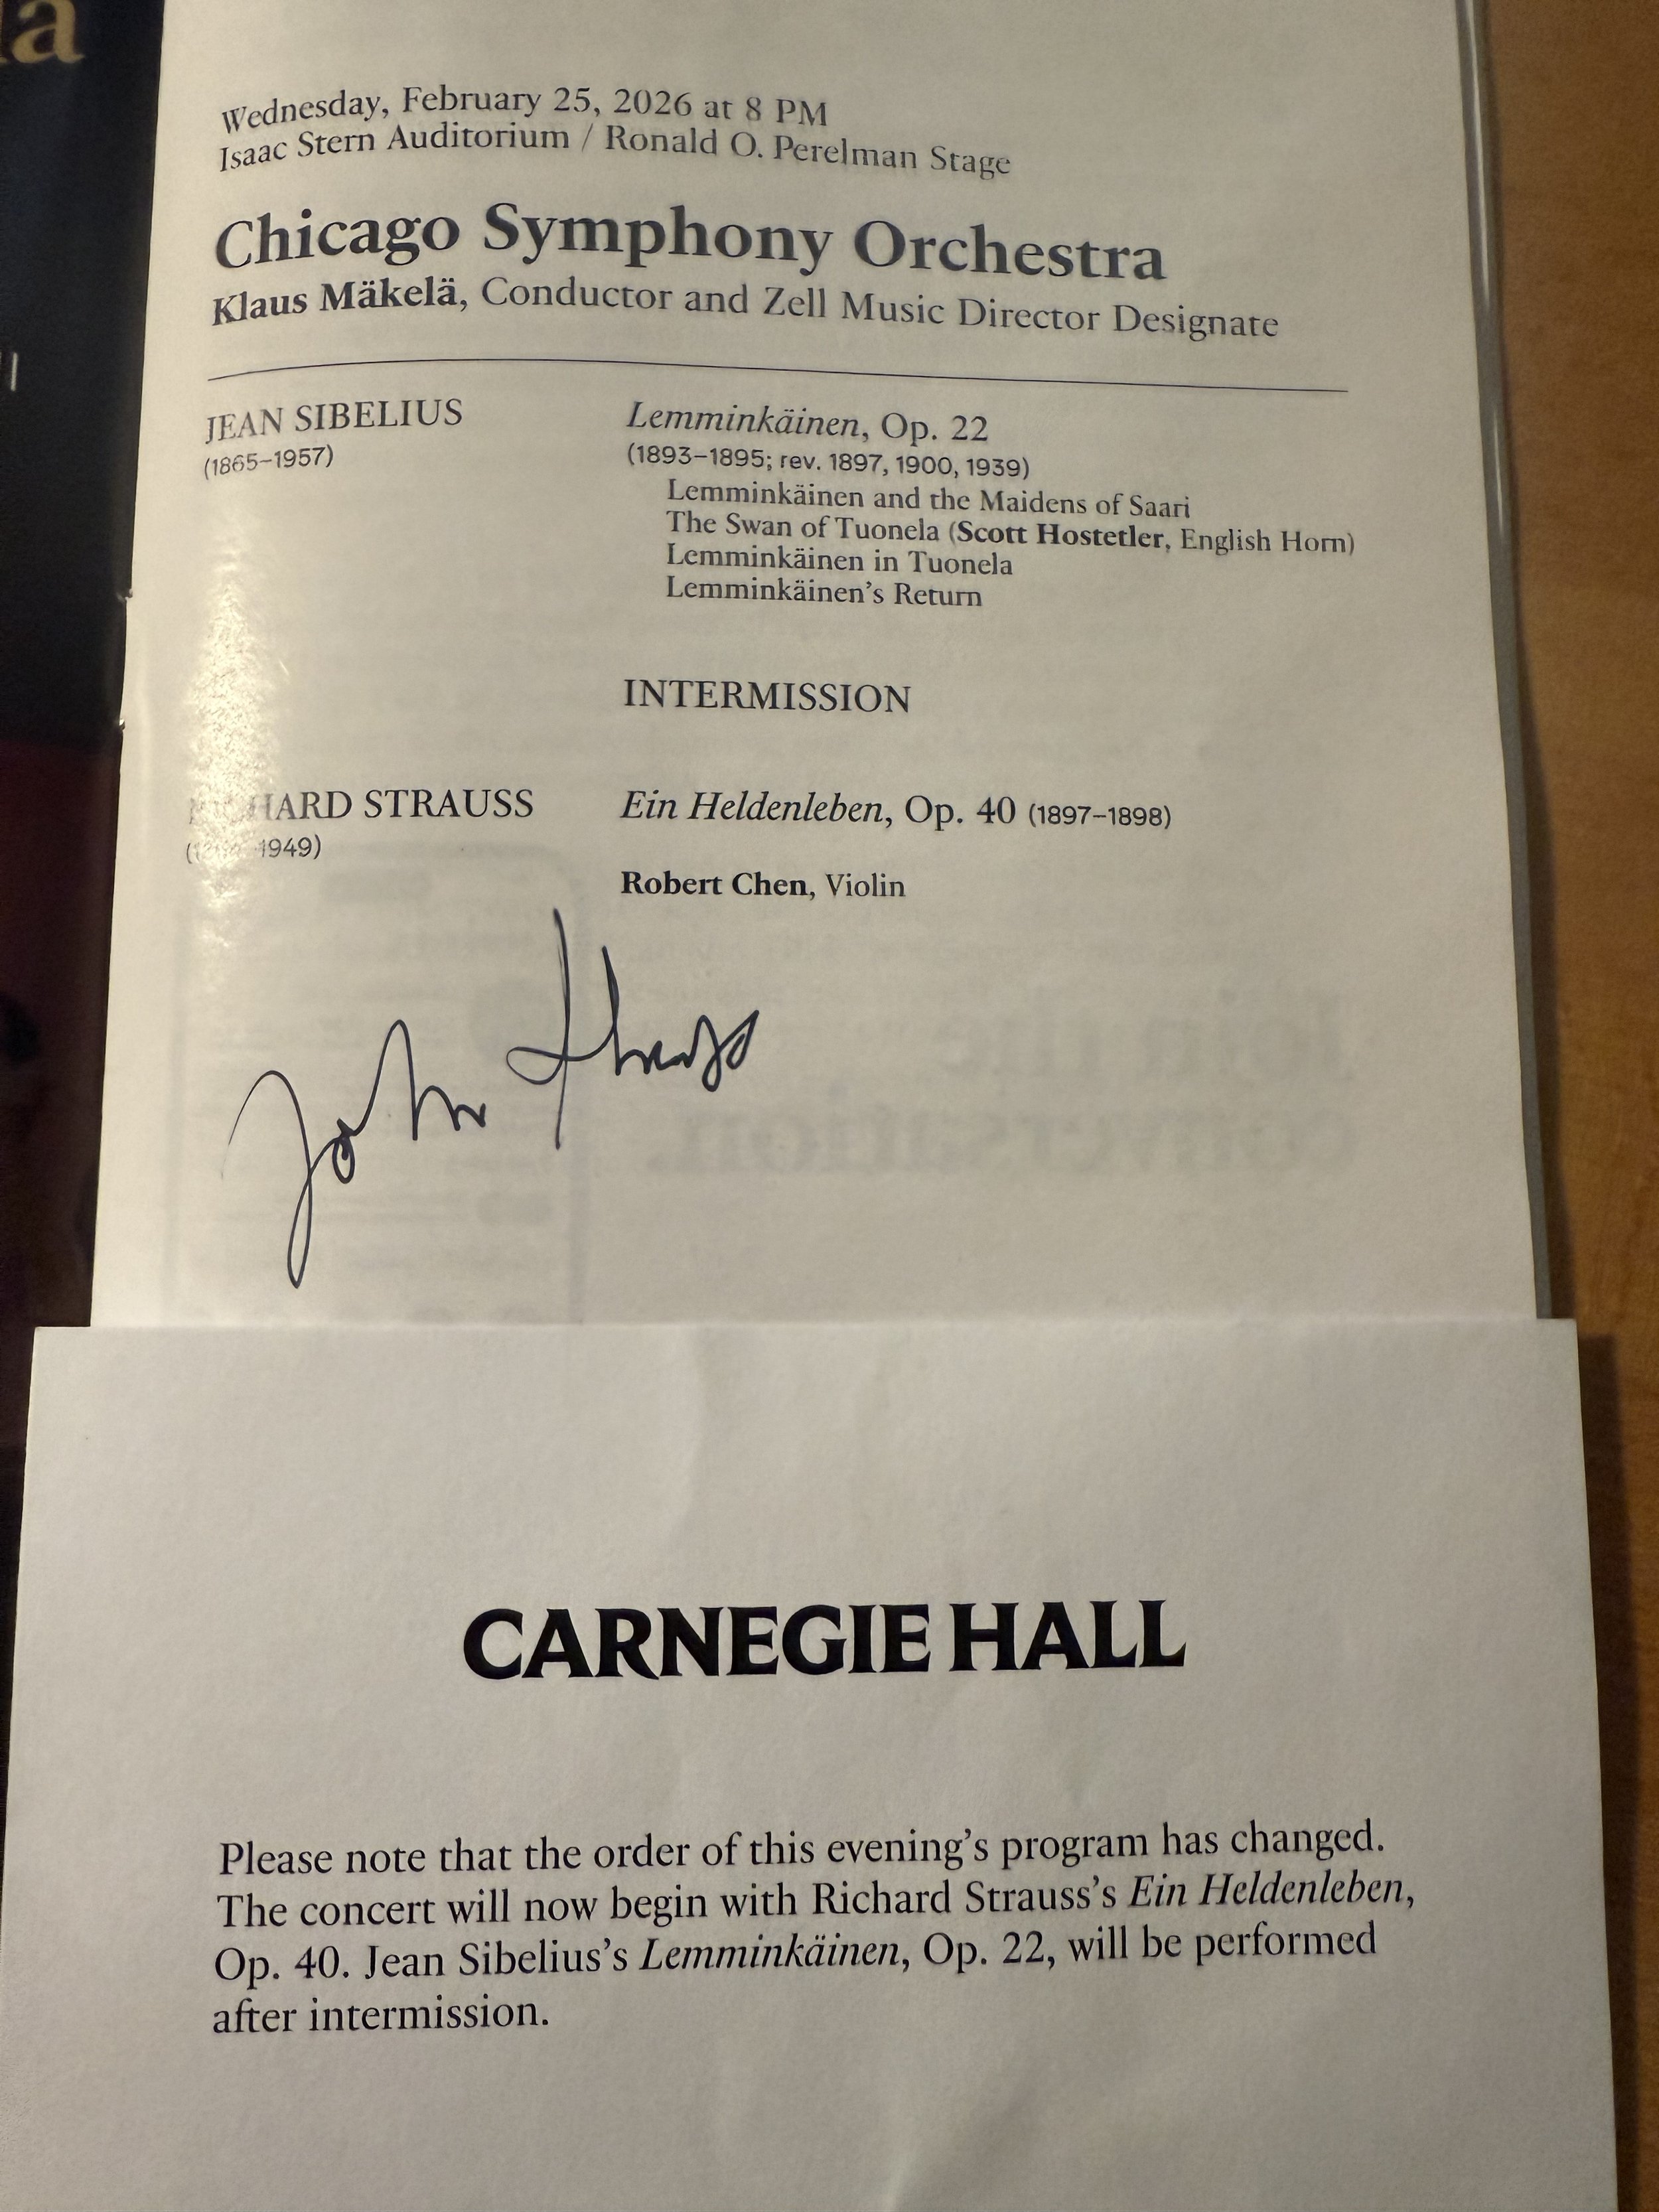 a
Wednesday, February 25, 2026 at 8 PM
Isaac Stern Auditorium / Ronald O. Perelman Stage
Chicago Symphony Orchestra
Klaus Mäkelä, Conductor and Zell Music Director Designate
JEAN SIBELIUS
(1865–1957)
Lemminkäinen, Op. 22
(1893–1895; rev. 1897, 1900, 1939)
Lemminkäinen and the Maidens of Saari
The Swan of Tuonela (Scott Hostetler, English Horn)
Lemminkäinen in Tuonela
Lemminkäinen's Return
INTERMISSION
RICHARD STRAUSS
1949)
Ein Heldenleben, Op. 40 (1897–1898)
Robert Chen, Violin
John
CARNEGIE HALL
Please note that the order of this evening's program has changed.
The concert will now begin with Richard Strauss's Ein Heldenleben,
Op. 40. Jean Sibelius's Lemminkäinen, Op. 22, will be performed
after intermission.